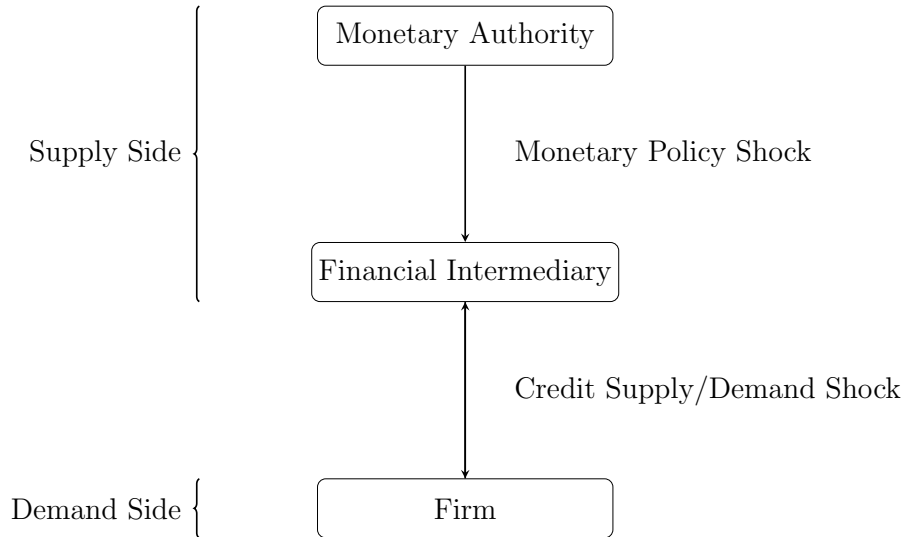 Monetary Authority
Supply Side
Monetary Policy Shock
Financial Intermediary
Credit Supply/Demand Shock
Demand Side
Firm